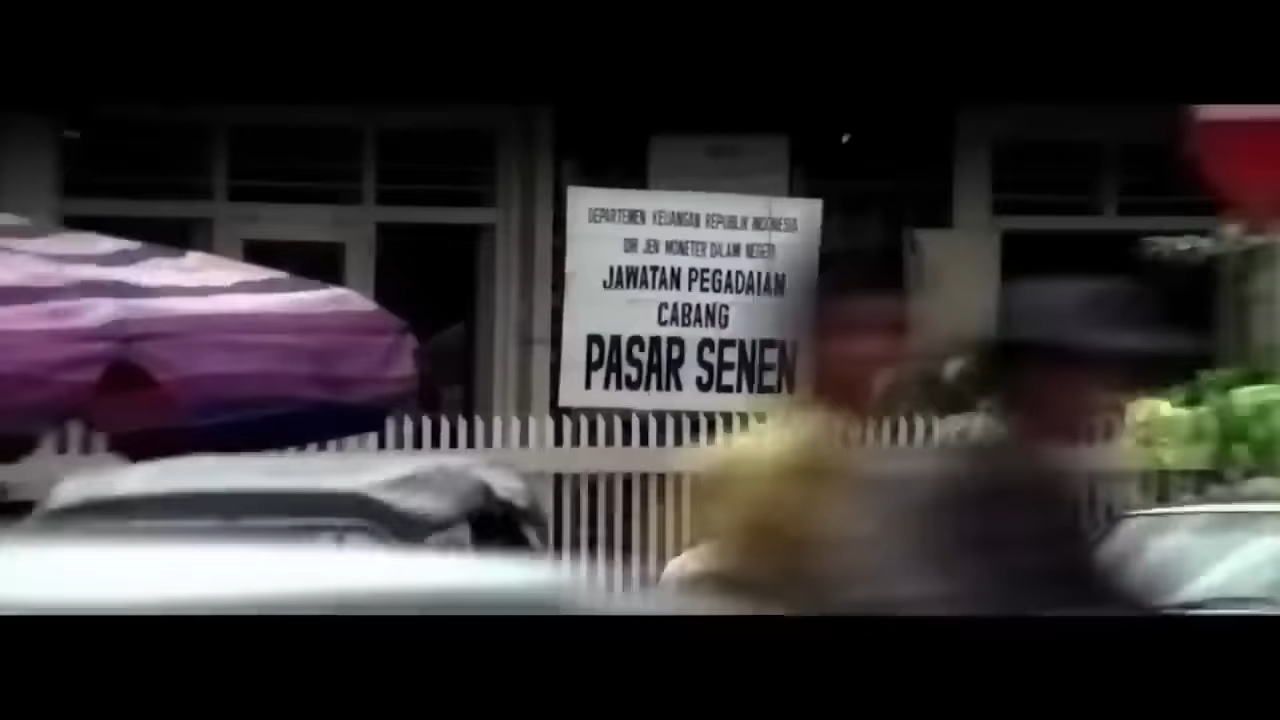 DEPARTEMEN KEUANGAN REPUBLIK INDONESIA
DIR JEN MONETER DALAM NEGERI
JAWATAN PEGADAIAN
CABANG
PASAR SENEN